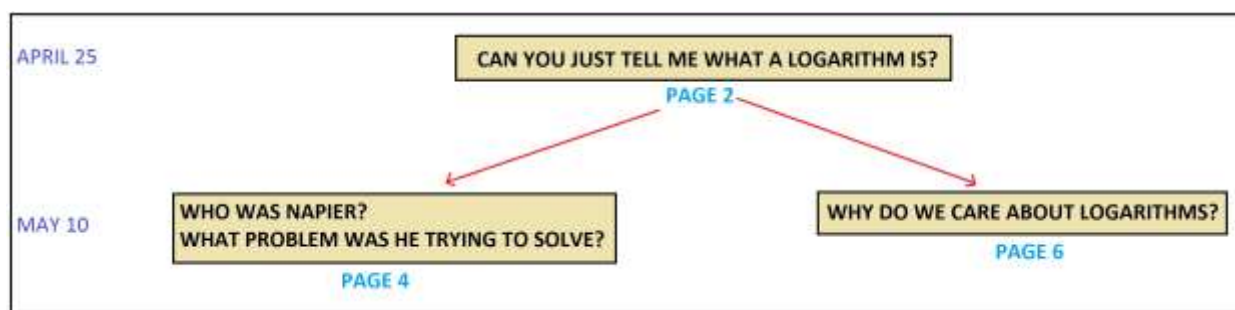 APRIL 25
CAN YOU JUST TELL ME WHAT A LOGARITHM IS?
PAGE 2
MAY 10
WHO WAS NAPIER?
WHAT PROBLEM WAS HE TRYING TO SOLVE?
PAGE 4
WHY DO WE CARE ABOUT LOGARITHMS?
PAGE 6